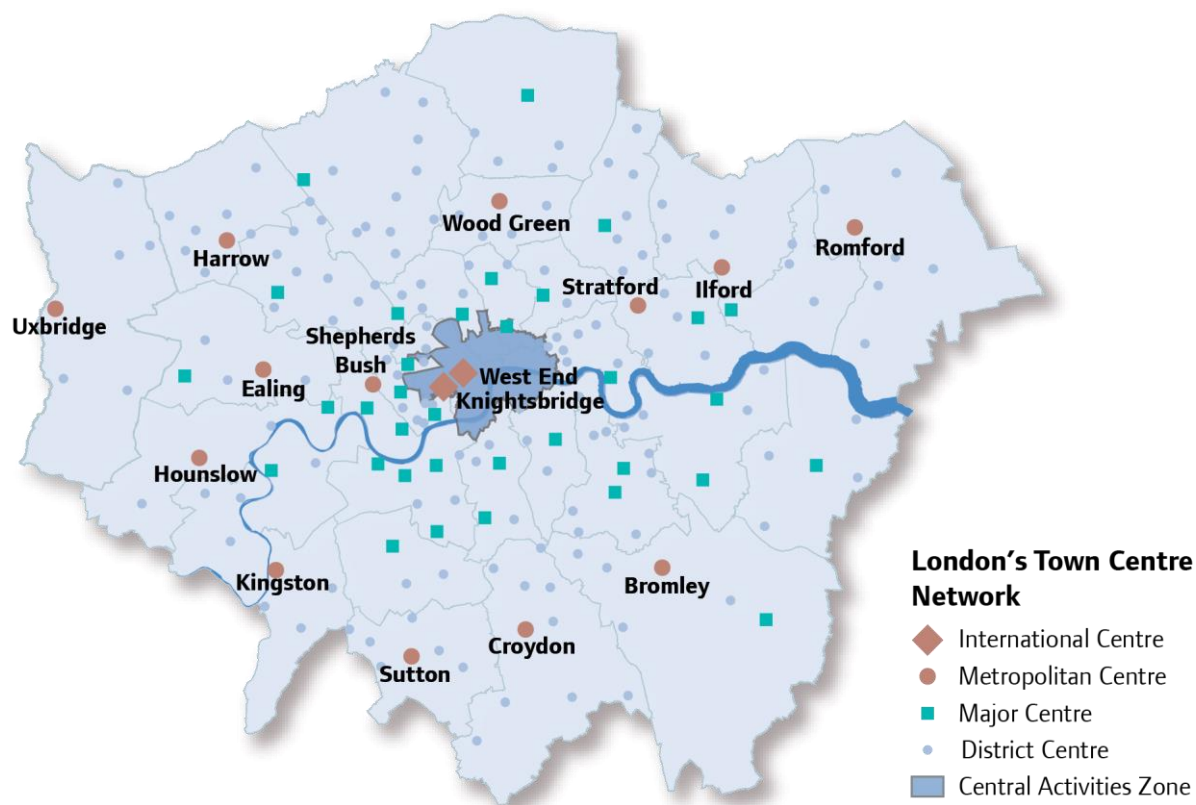 Wood Green
Harrow
Romford
Stratford
Ilford
Uxbridge
Shepherds
Bush
Ealing
West End
Knightsbridge
Hounslow
Kingston
Bromley
Croydon
Sutton
London's Town Centre
Network
International Centre
Metropolitan Centre
Major Centre
District Centre
Central Activities Zone